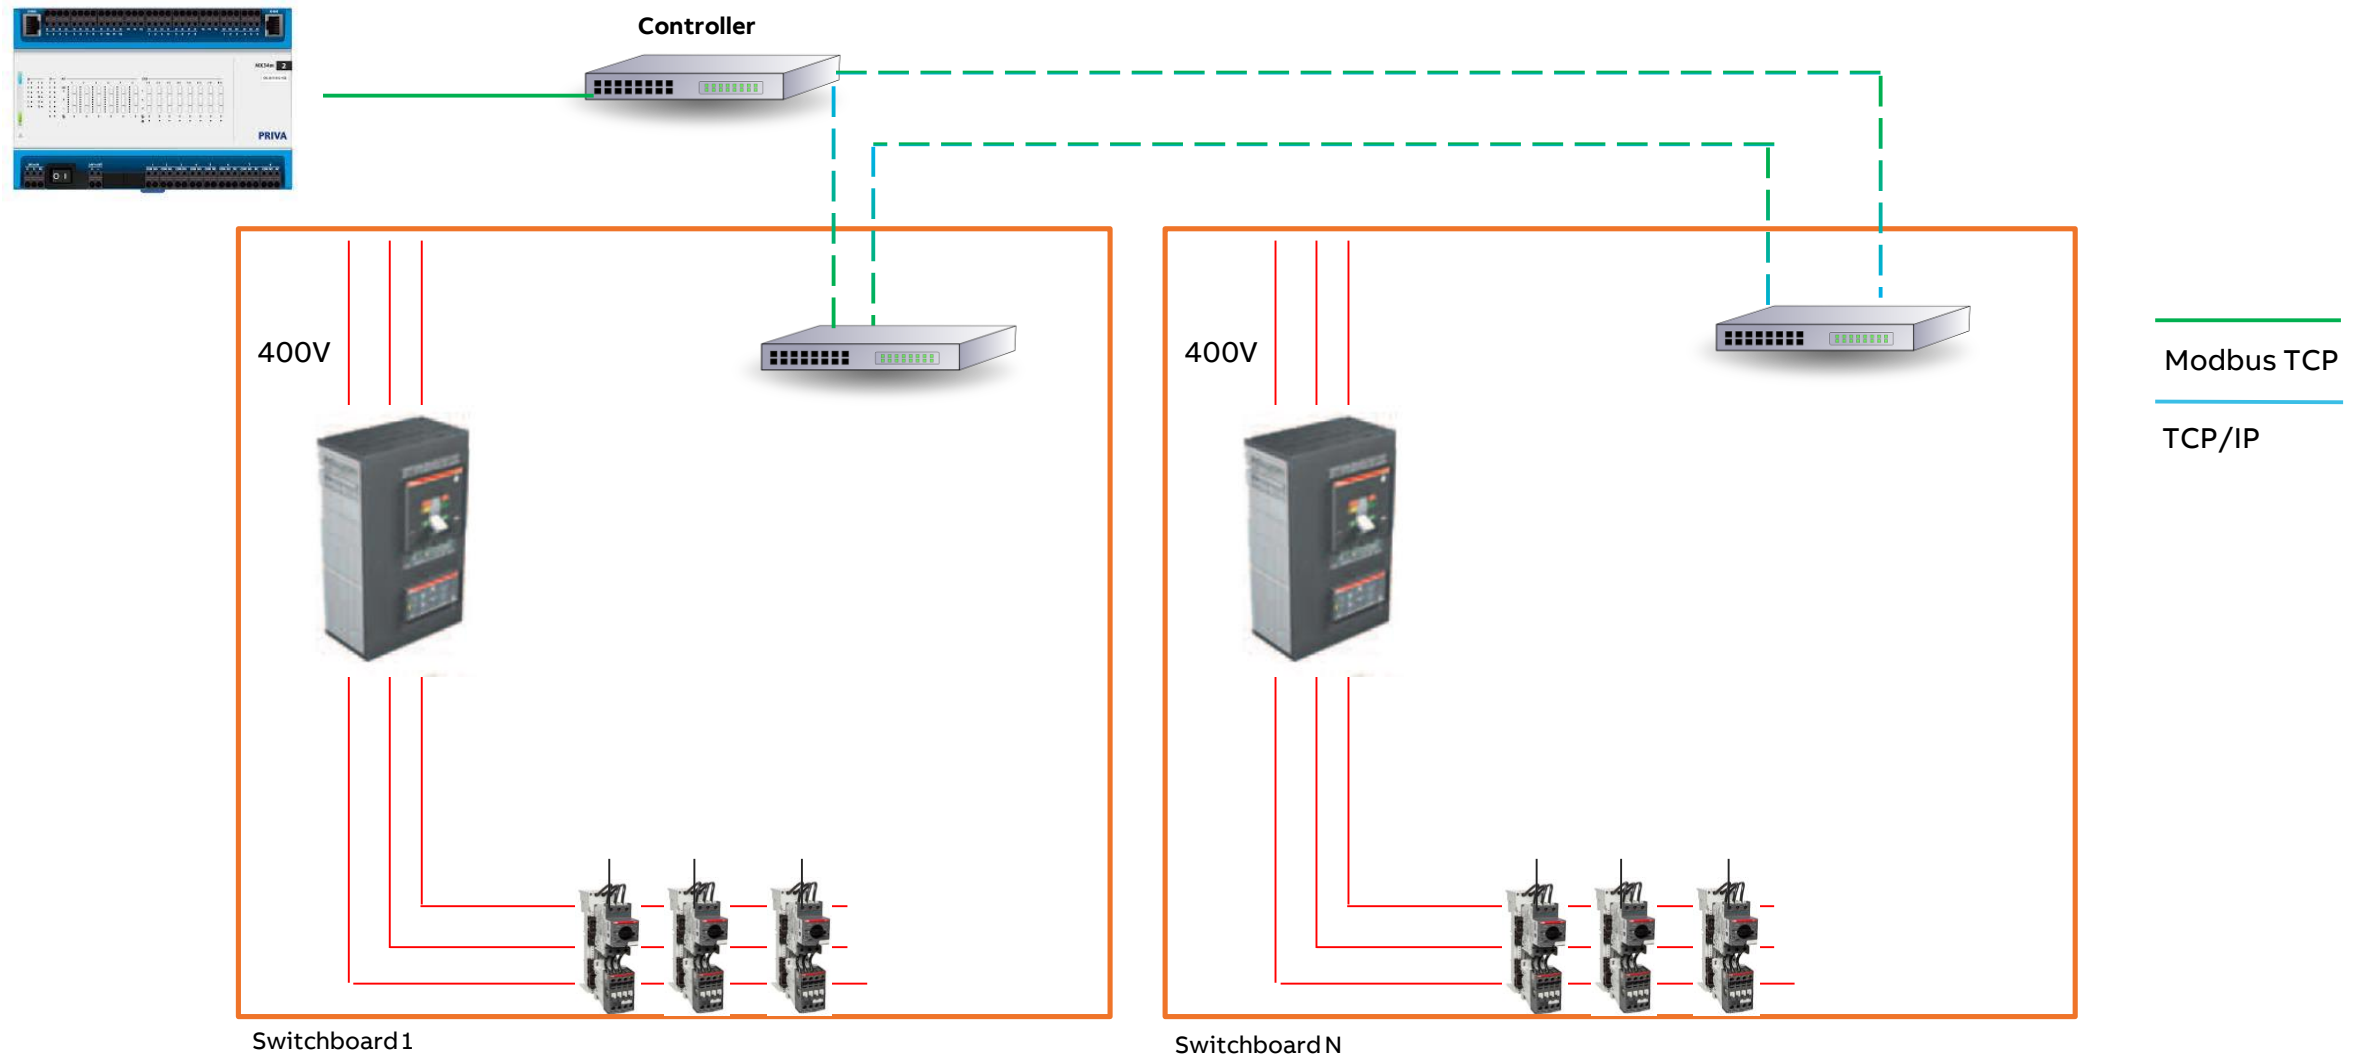 Controller
PRIVA
400V
400V
Modbus TCP
TCP/IP
Switchboard 1
Switchboard N